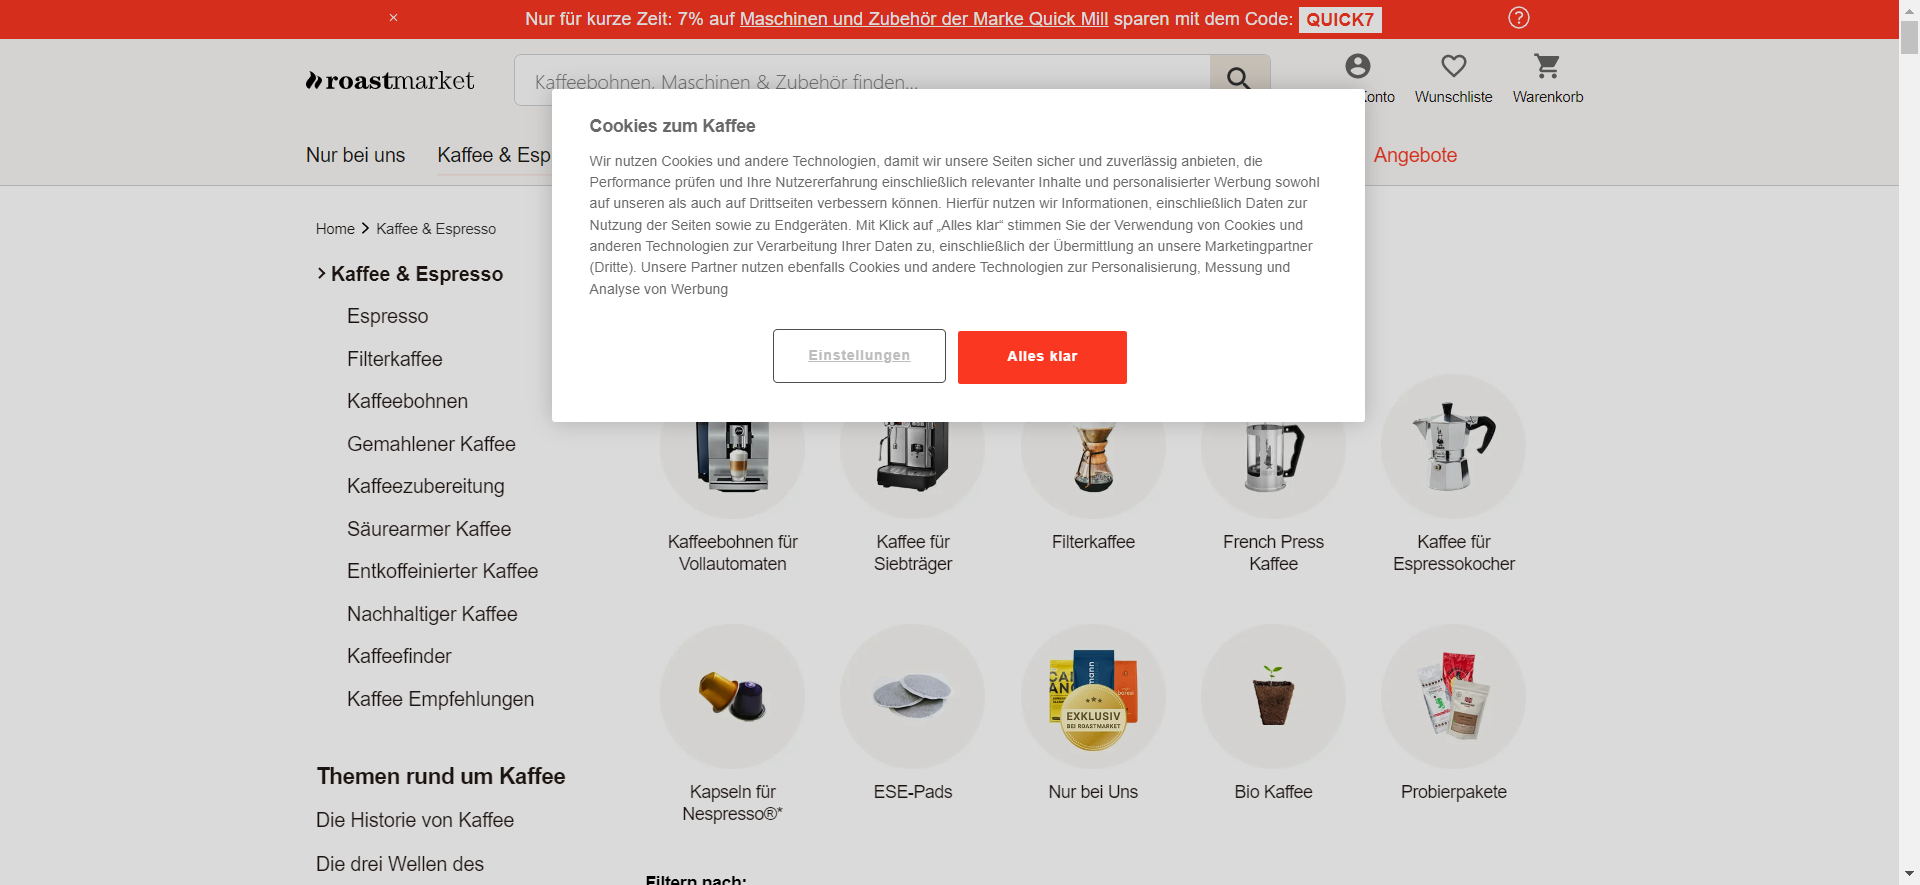 Nur für kurze Zeit: 7% auf Maschinen und Zubehör der Marke Quick Mill sparen mit dem Code: QUICK7
roastmarket
Kaffeebohnen, Maschinen & Zubehör finden...
Konto
Wunschliste
Warenkorb
Nur bei uns
Kaffee & Esp
Angebote
Cookies zum Kaffee
Wir nutzen Cookies und andere Technologien, damit wir unsere Seiten sicher und zuverlässig anbieten, die
Performance prüfen und Ihre Nutzererfahrung einschließlich relevanter Inhalte und personalisierter Werbung sowohl
auf unseren als auch auf Drittseiten verbessern können. Hierfür nutzen wir Informationen, einschließlich Daten zur
Nutzung der Seiten sowie zu Endgeräten. Mit Klick auf „Alles klar“ stimmen Sie der Verwendung von Cookies und
anderen Technologien zur Verarbeitung Ihrer Daten zu, einschließlich der Übermittlung an unsere Marketingpartner
(Dritte). Unsere Partner nutzen ebenfalls Cookies und andere Technologien zur Personalisierung, Messung und
Analyse von Werbung
Einstellungen
Alles klar
Home > Kaffee & Espresso
Kaffee & Espresso
Espresso
Filterkaffee
Kaffeebohnen
Gemahlener Kaffee
Kaffeezubereitung
Säurearmer Kaffee
Entkoffeinierter Kaffee
Nachhaltiger Kaffee
Kaffeefinder
Kaffee Empfehlungen
Themen rund um Kaffee
Die Historie von Kaffee
Die drei Wellen des
Kaffeebohnen für
Vollautomaten
Kaffee für
Siebträger
Filterkaffee
French Press
Kaffee
Kaffee für
Espressokocher
EXKLUSIV
BEI ROASTMARKET
Kapseln für
Nespresso®*
ESE-Pads
Nur bei Uns
Bio Kaffee
Probierpakete
Filtern nach: